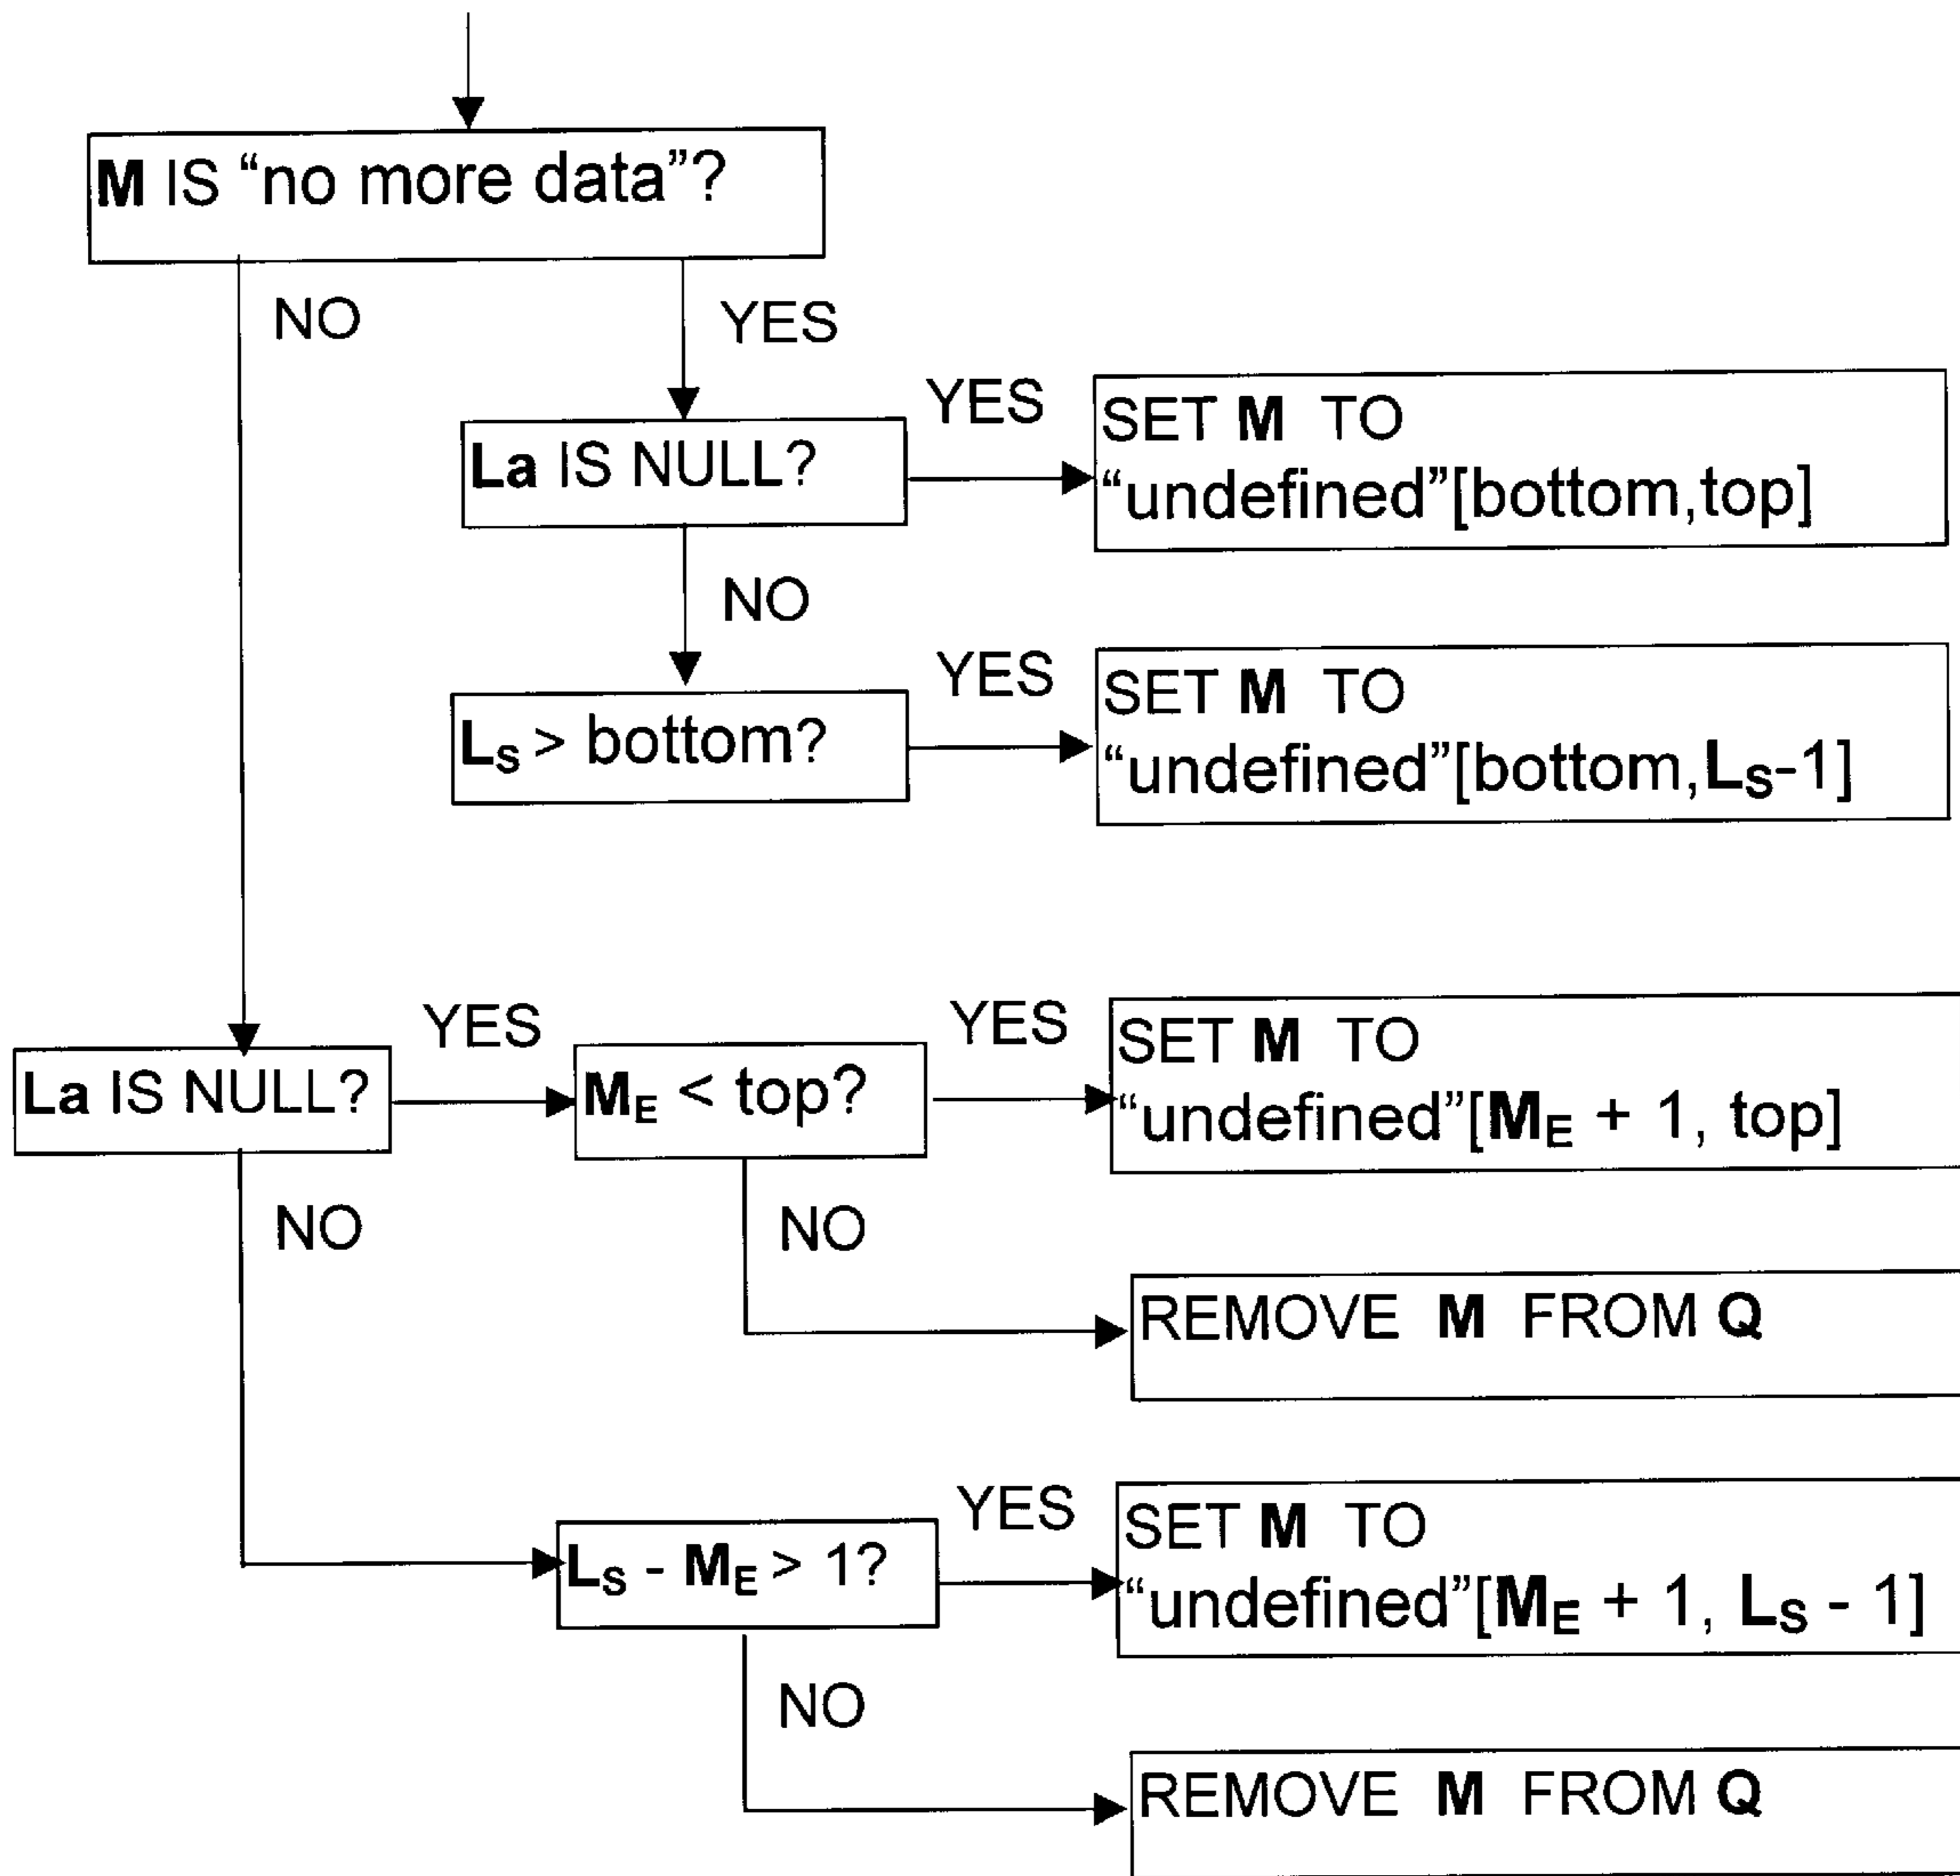 M IS “no more data”?
NO
YES
La IS NULL?
YES
SET M TO
“undefined”[bottom,top]
NO
LS > bottom?
YES
SET M TO
“undefined”[bottom,LS-1]
La IS NULL?
YES
ME < top?
YES
SET M TO
“undefined”[ME + 1, top]
NO
NO
REMOVE M FROM Q
LS - ME > 1?
YES
SET M TO
“undefined”[ME + 1, LS - 1]
NO
REMOVE M FROM Q